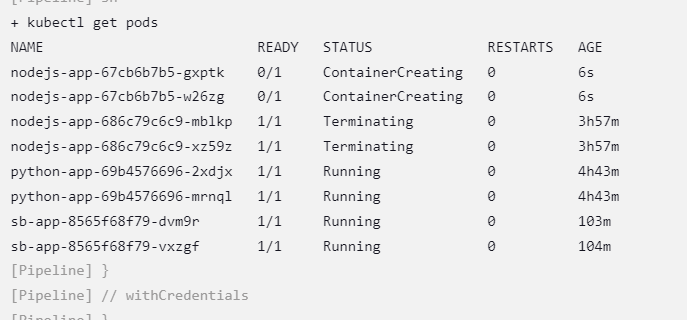 [Pipeline] sh
+ kubectl get pods
NAME READY STATUS RESTARTS AGE
nodejs-app-67cb6b7b5-gxptk 0/1 ContainerCreating 0 6s
nodejs-app-67cb6b7b5-w26zg 0/1 ContainerCreating 0 6s
nodejs-app-686c79c6c9-mblkp 1/1 Terminating 0 3h57m
nodejs-app-686c79c6c9-xz59z 1/1 Terminating 0 3h57m
python-app-69b4576696-2xdjx 1/1 Running 0 4h43m
python-app-69b4576696-mrnql 1/1 Running 0 4h43m
sb-app-8565f68f79-dvm9r 1/1 Running 0 103m
sb-app-8565f68f79-vxzgf 1/1 Running 0 104m
[Pipeline] }
[Pipeline] // withCredentials
[Pipeline] }